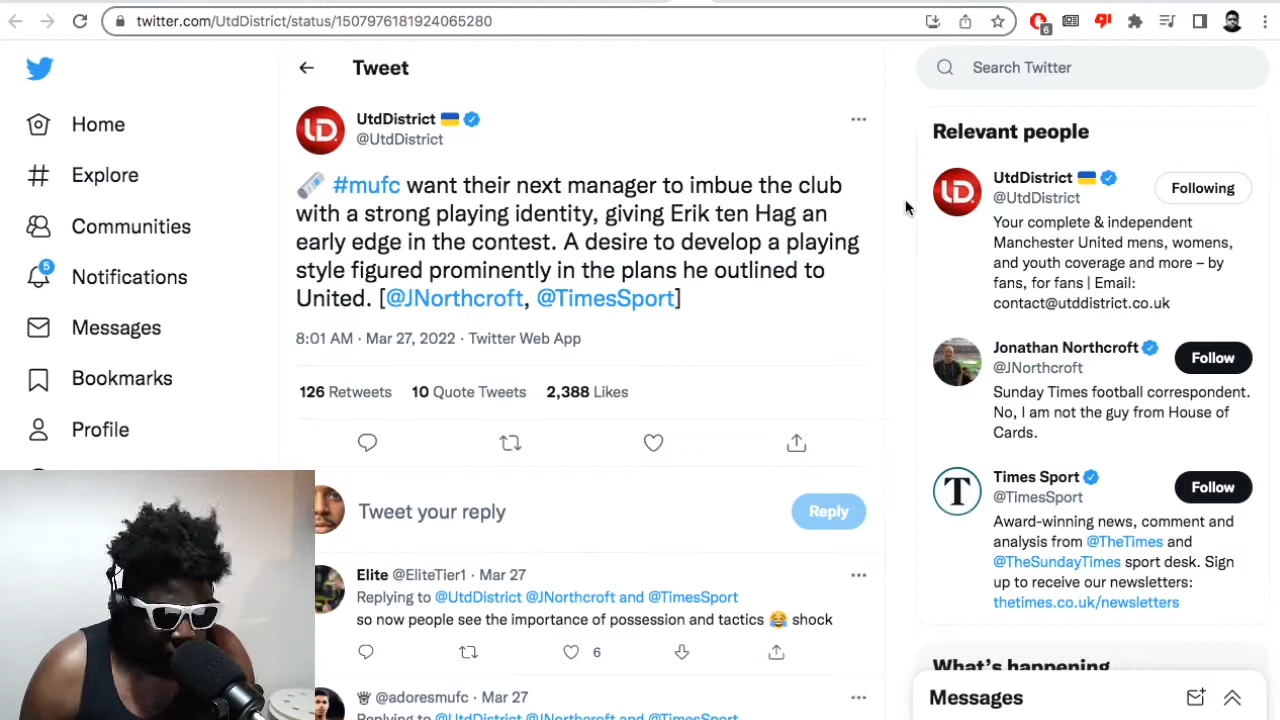 twitter.com/UtdDistrict/status/1507976181924065280
6
Home
Explore
Communities
5
Notifications
Messages
Bookmarks
Profile
Tweet
UtdDistrict
@UtdDistrict
#mufc want their next manager to imbue the club
with a strong playing identity, giving Erik ten Hag an
early edge in the contest. A desire to develop a playing
style figured prominently in the plans he outlined to
United. [@JNorthcroft, @TimesSport]
8:01 AM · Mar 27, 2022 · Twitter Web App
126 Retweets 10 Quote Tweets 2,388 Likes
Tweet your reply
Reply
Elite @EliteTier1 · Mar 27
Replying to @UtdDistrict @JNorthcroft and @TimesSport
so now people see the importance of possession and tactics 😂 shock
6
@adoresmufc · Mar 27
Replying to @UtdDistrict @JNorthcroft and @TimesSport
Search Twitter
Relevant people
UtdDistrict
@UtdDistrict
Following
Your complete & independent
Manchester United mens, womens,
and youth coverage and more – by
fans, for fans | Email:
contact@utddistrict.co.uk
Jonathan Northcroft
@JNorthcroft
Follow
Sunday Times football correspondent.
No, I am not the guy from House of
Cards.
T
Times Sport
@TimesSport
Follow
Award-winning news, comment and
analysis from @TheTimes and
@TheSundayTimes sport desk. Sign
up to receive our newsletters:
thetimes.co.uk/newsletters
What's happening
Messages